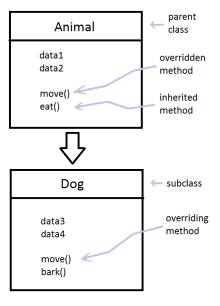 Animal
parent
class
data1
data2
overridden
method
move()
eat()
inherited
method
Dog
subclass
data3
data4
overriding
method
move()
bark()